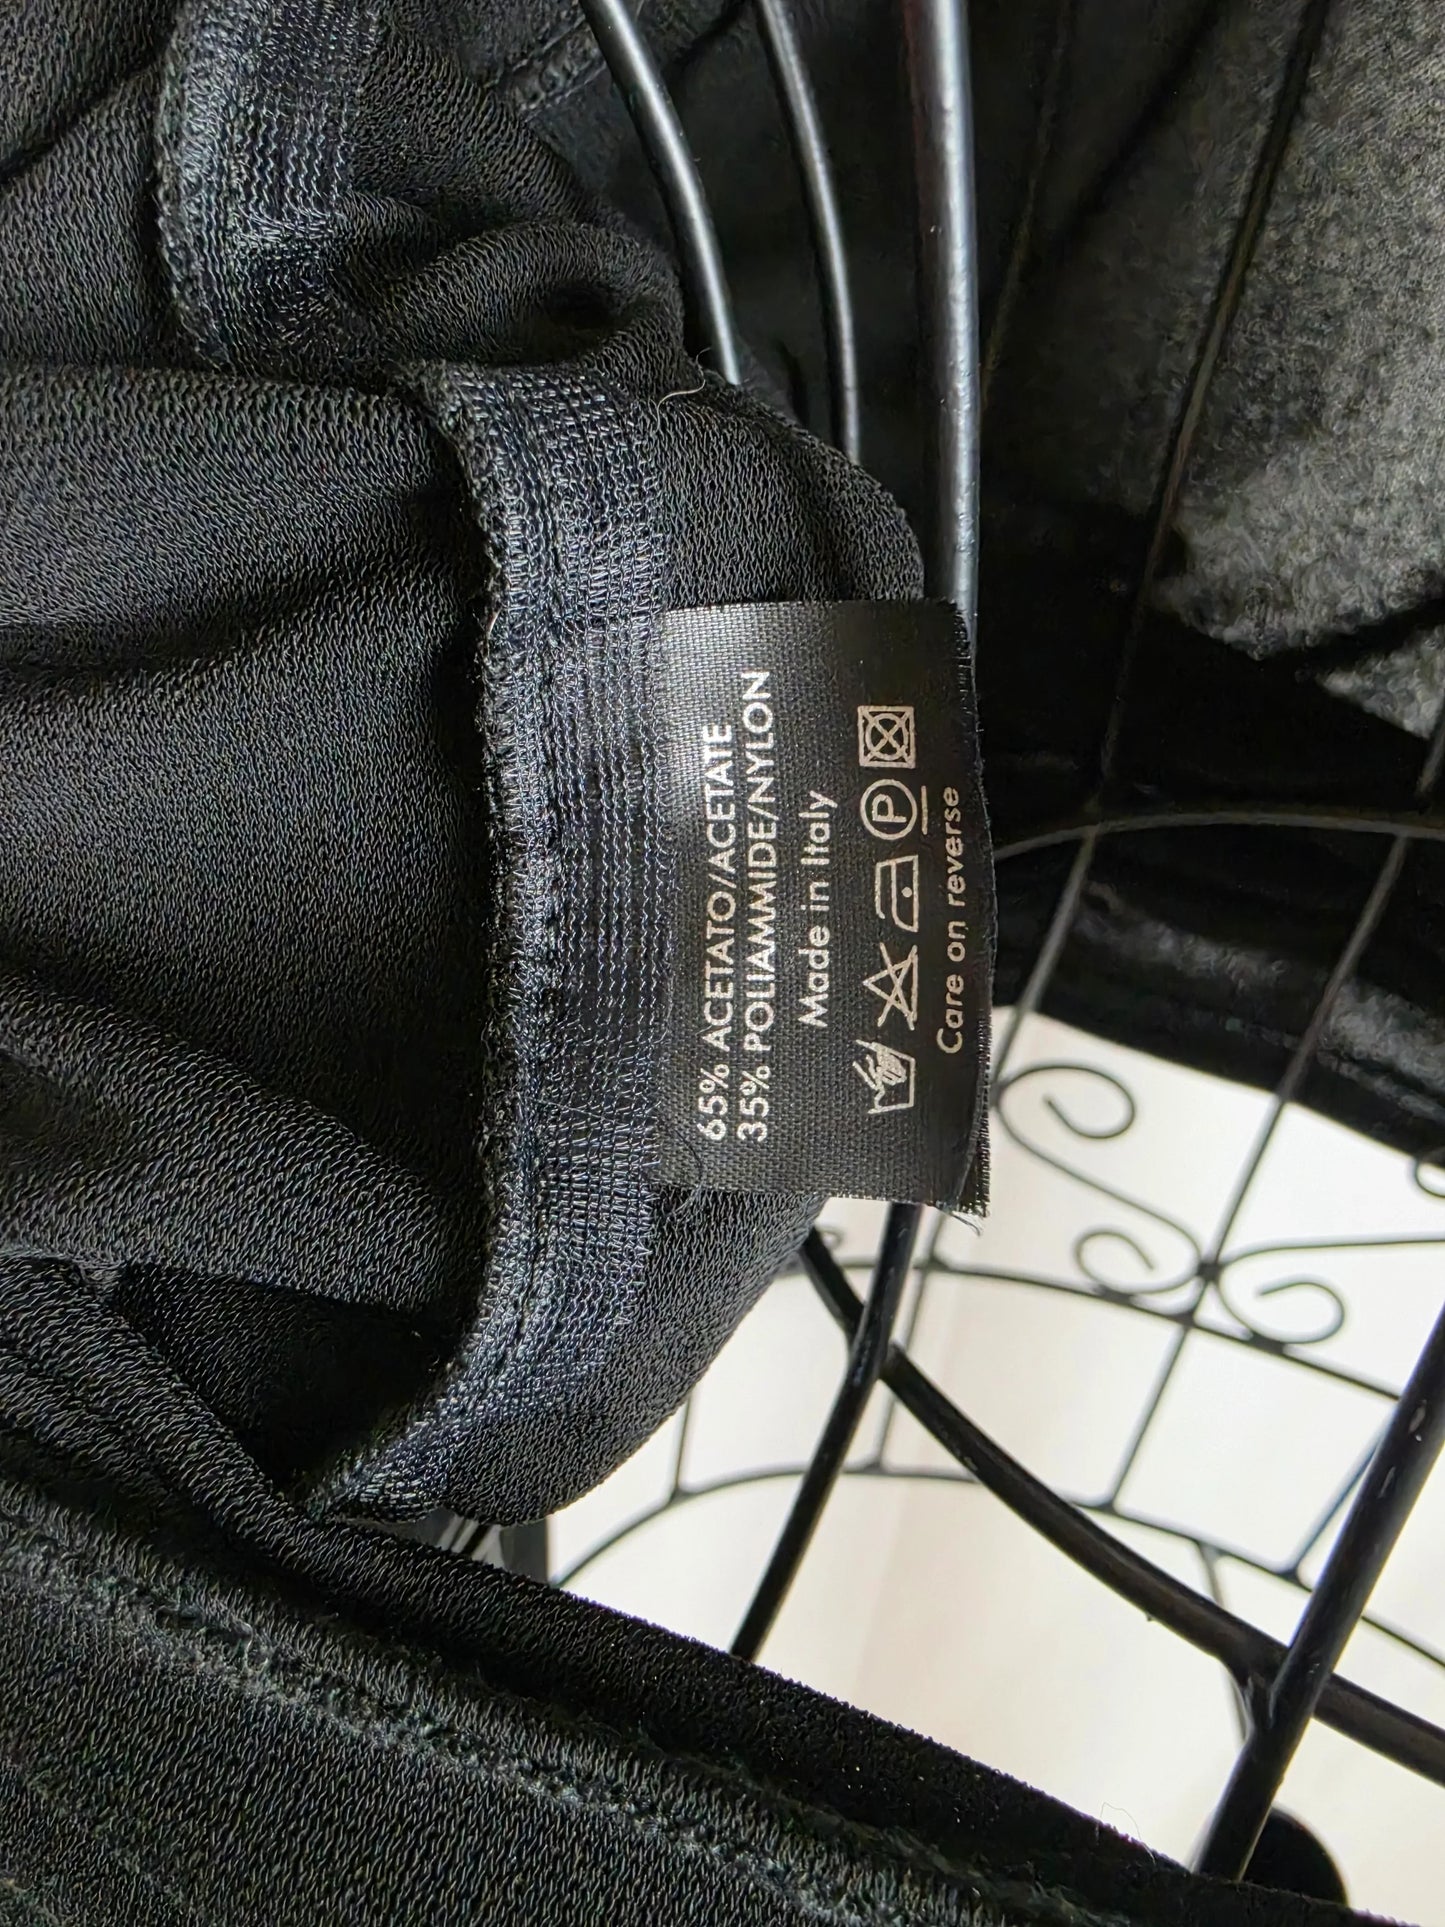 65% ACETATO/ACETATE
35% POLIAMMIDE/NYLON
Made in Italy
P
Care on reverse